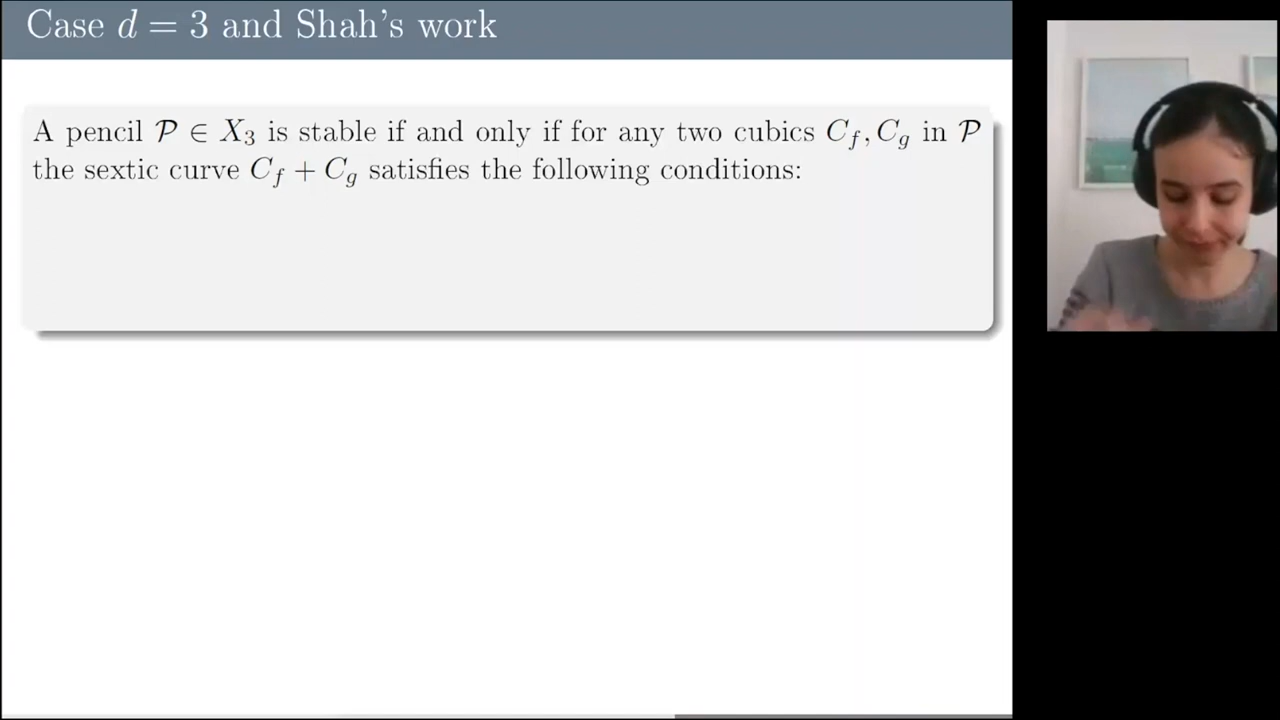 Case d = 3 and Shah's work
A pencil 𝒫 ∈ X₃ is stable if and only if for any two cubics C_f, C_g in 𝒫
the sextic curve C_f + C_g satisfies the following conditions: